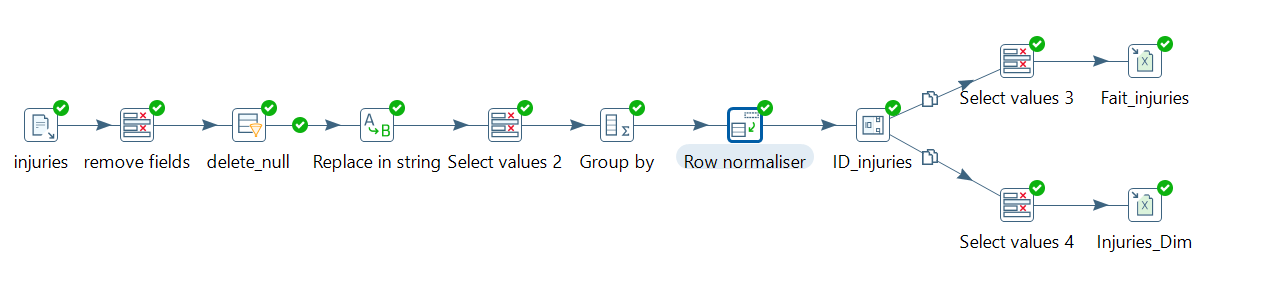 Select values 3
Fait_injuries
injuries
remove fields
delete_null
Replace in string
Select values 2
Group by
Row normaliser
ID_injuries
Select values 4
Injuries_Dim